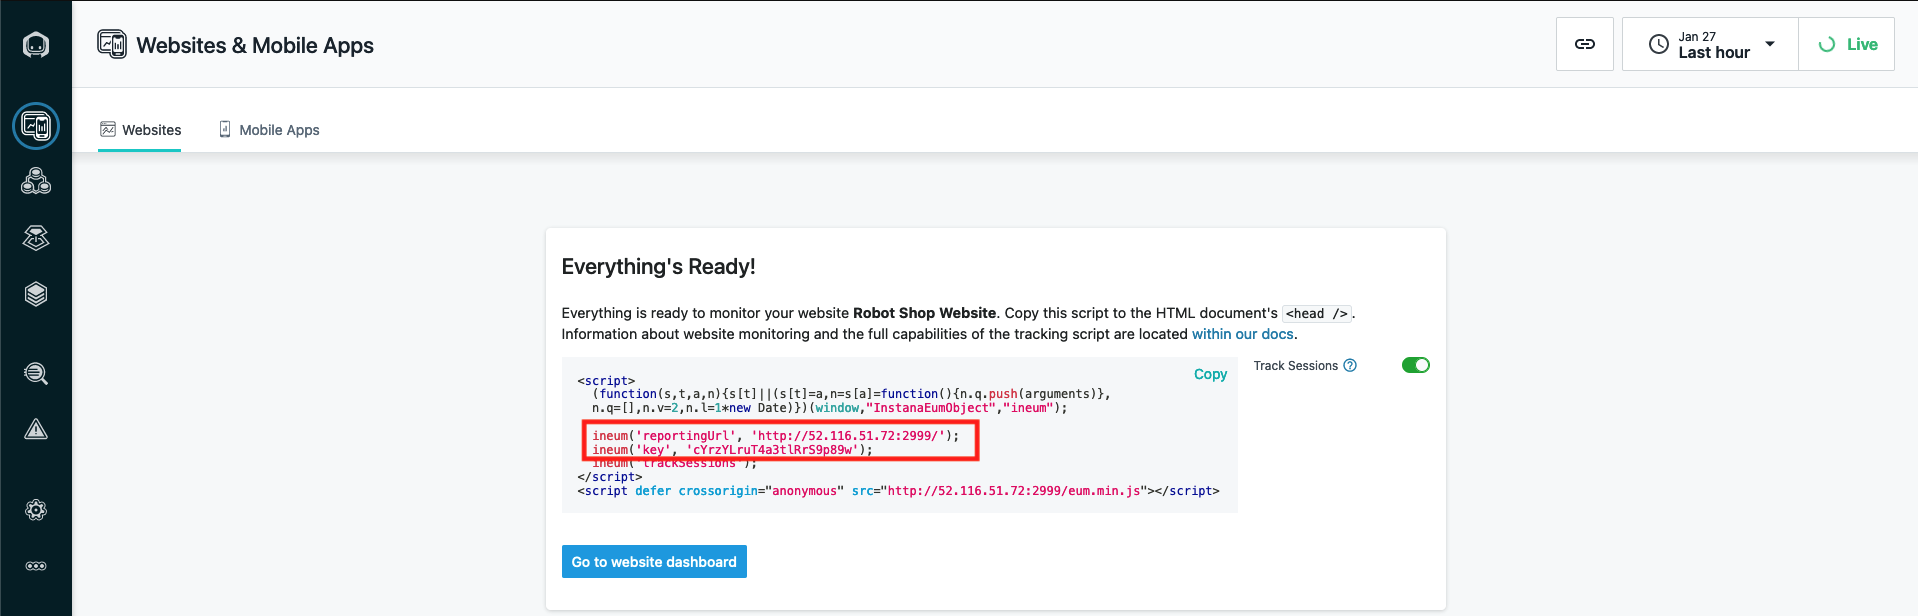 Websites & Mobile Apps
Jan 27
Last hour
Live
Websites
Mobile Apps
Everything's Ready!
Everything is ready to monitor your website Robot Shop Website. Copy this script to the HTML document's <head />.
Information about website monitoring and the full capabilities of the tracking script are located within our docs.
Copy
Track Sessions
<script>
(function(s,t,a,n){s[t]||(s[t]=a,n=s[a]=function(){n.q.push(arguments)},
n.q=[],n.v=2,n.l=1*new Date)})(window,"InstanaEumObject","ineum");
ineum('reportingUrl', 'http://52.116.51.72:2999/');
ineum('key', 'cYrzYLruT4a3tlRrS9p89w');
ineum('trackSessions');
</script>
<script defer crossorigin="anonymous" src="http://52.116.51.72:2999/eum.min.js"></script>
Go to website dashboard